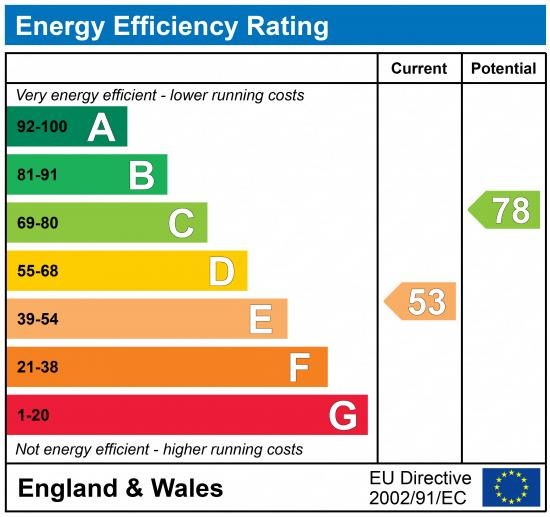 Energy Efficiency Rating
Current Potential
Very energy efficient - lower running costs
92-100 A
81-91 B
78
69-80 C
55-68 D
53
39-54 E
21-38 F
1-20 G
Not energy efficient - higher running costs
England & Wales
EU Directive
2002/91/EC